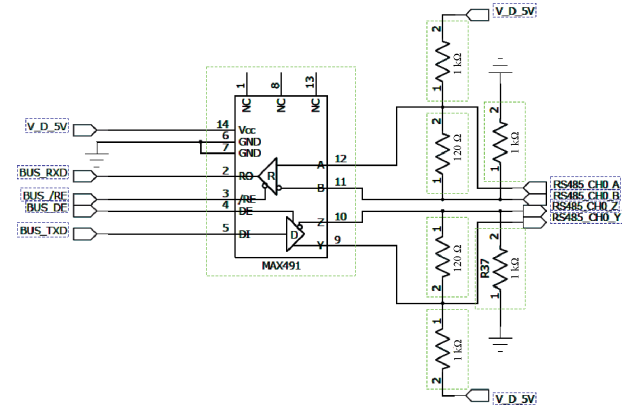 V_D_5V
2
1 kΩ
1
1
NC
8
NC
13
NC
V_D_5V
14
Vcc
6
GND
7
GND
BUS_RXD
2
RO
R
A
12
BUS_/RE
3
/RE
B
11
BUS_DE
4
DE
Z
10
BUS_TXD
5
DI
D
Y
9
MAX491
2
120 Ω
1
2
1 kΩ
1
RS485_CH0_A
RS485_CH0_B
RS485_CH0_Z
RS485_CH0_Y
1
120 Ω
2
2
R37
1 kΩ
1
1
1 kΩ
2
V_D_5V